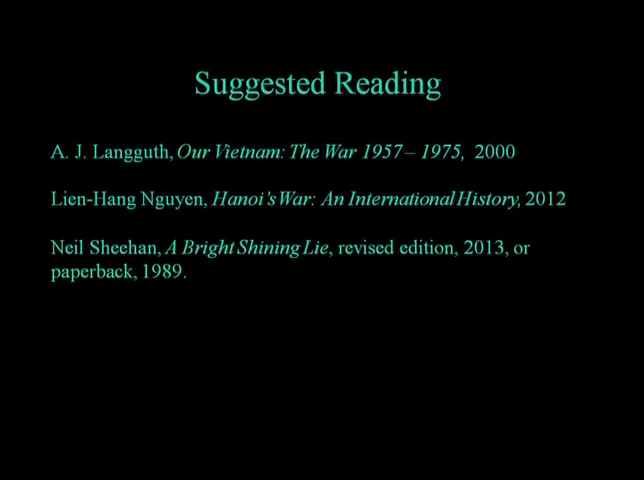 Suggested Reading
A. J. Langguth, Our Vietnam: The War 1957 – 1975, 2000
Lien-Hang Nguyen, Hanoi's War: An International History, 2012
Neil Sheehan, A Bright Shining Lie, revised edition, 2013, or
paperback, 1989.